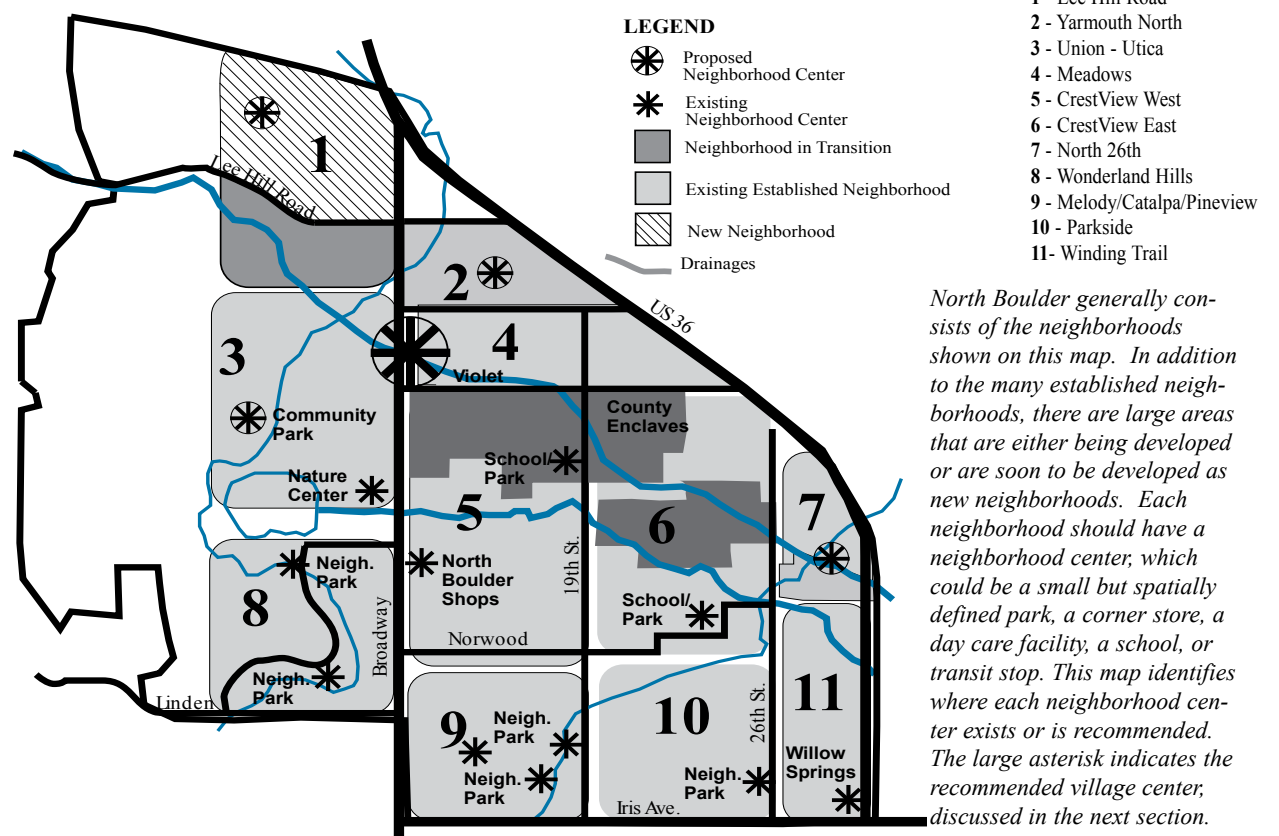 LEGEND
Proposed
Neighborhood Center
Existing
Neighborhood Center
Neighborhood in Transition
Existing Established Neighborhood
New Neighborhood
Drainages
1 - Lee Hill Road
2 - Yarmouth North
3 - Union - Utica
4 - Meadows
5 - CrestView West
6 - CrestView East
7 - North 26th
8 - Wonderland Hills
9 - Melody/Catalpa/Pineview
10 - Parkside
11- Winding Trail
North Boulder generally con-
sists of the neighborhoods
shown on this map. In addition
to the many established neigh-
borhoods, there are large areas
that are either being developed
or are soon to be developed as
new neighborhoods. Each
neighborhood should have a
neighborhood center, which
could be a small but spatially
defined park, a corner store, a
day care facility, a school, or
transit stop. This map identifies
where each neighborhood cen-
ter exists or is recommended.
The large asterisk indicates the
recommended village center,
discussed in the next section.
1
Lee Hill Road
2
US 36
3
4
Violet
Community
Park
County
Enclaves
School/
Park
Nature
Center
5
6
7
19th St.
North
Boulder
Shops
Neigh.
Park
8
School/
Park
Broadway
Norwood
Neigh.
Park
Linden
9
Neigh.
Park
Neigh.
Park
10
26th St.
11
Neigh.
Park
Willow
Springs
Iris Ave.